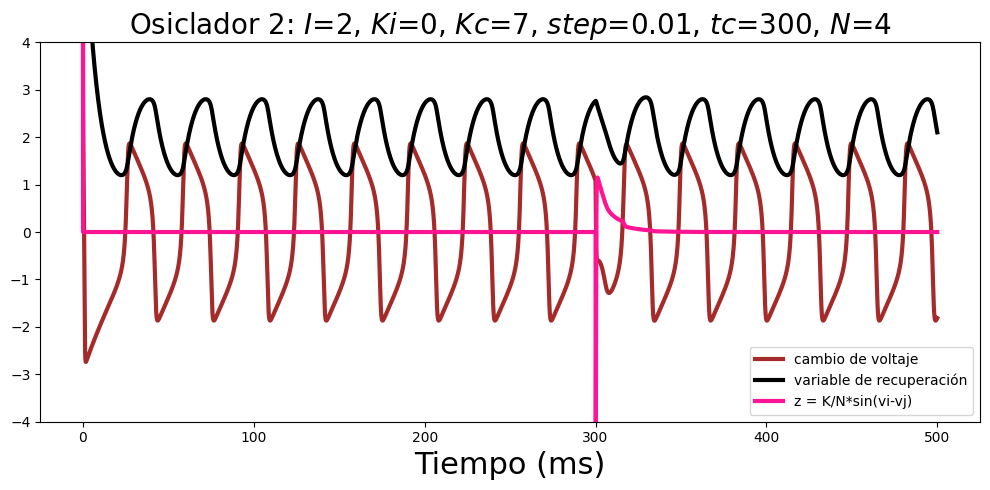 Osiclador 2: I=2, Ki=0, Kc=7, step=0.01, tc=300, N=4
4
3
2
1
0
−1
−2
−3
−4
cambio de voltaje
variable de recuperación
z = K/N*sin(vi-vj)
0 100 200 300 400 500
Tiempo (ms)